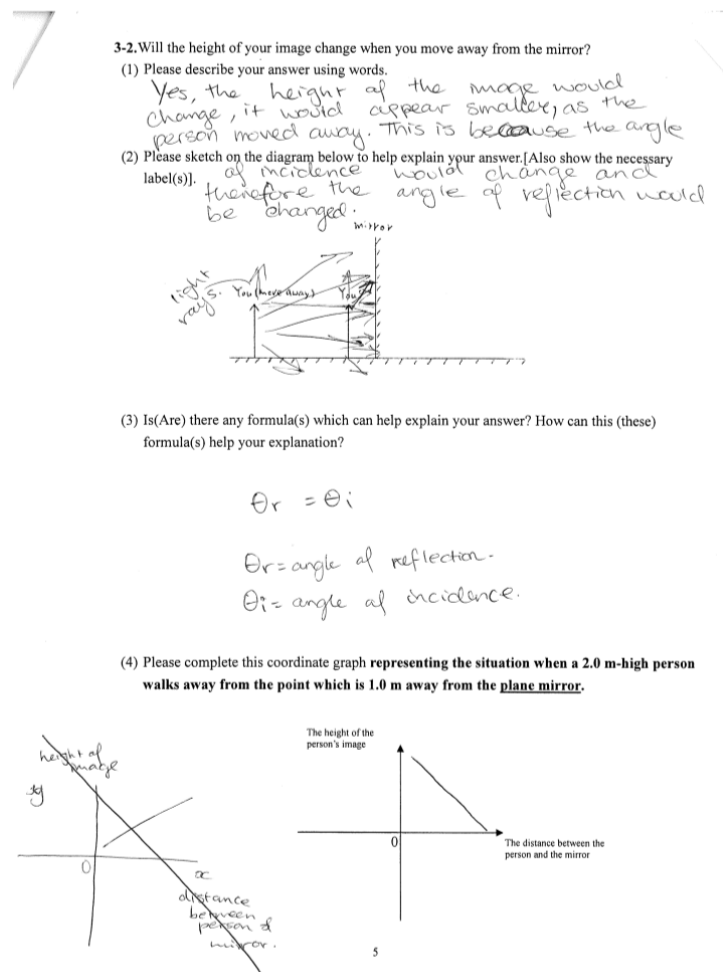 3-2. Will the height of your image change when you move away from the mirror?
(1) Please describe your answer using words.
Yes, the height of the image would
change, it would appear smaller, as the
person moved away. This is because the angle
(2) Please sketch on the diagram below to help explain your answer.[Also show the necessary
of incidence would change and
label(s)].
therefore the angle of reflection would
be changed.
mirror
light
rays.
You (move away)
You
(3) Is(Are) there any formula(s) which can help explain your answer? How can this (these)
formula(s) help your explanation?
θr = θi
θr = angle of reflection.
θi = angle of incidence.
(4) Please complete this coordinate graph representing the situation when a 2.0 m-high person
walks away from the point which is 1.0 m away from the plane mirror.
The height of the
person's image
height of
image
y
0
The distance between the
person and the mirror
0
x
distance
between
person &
mirror.
5